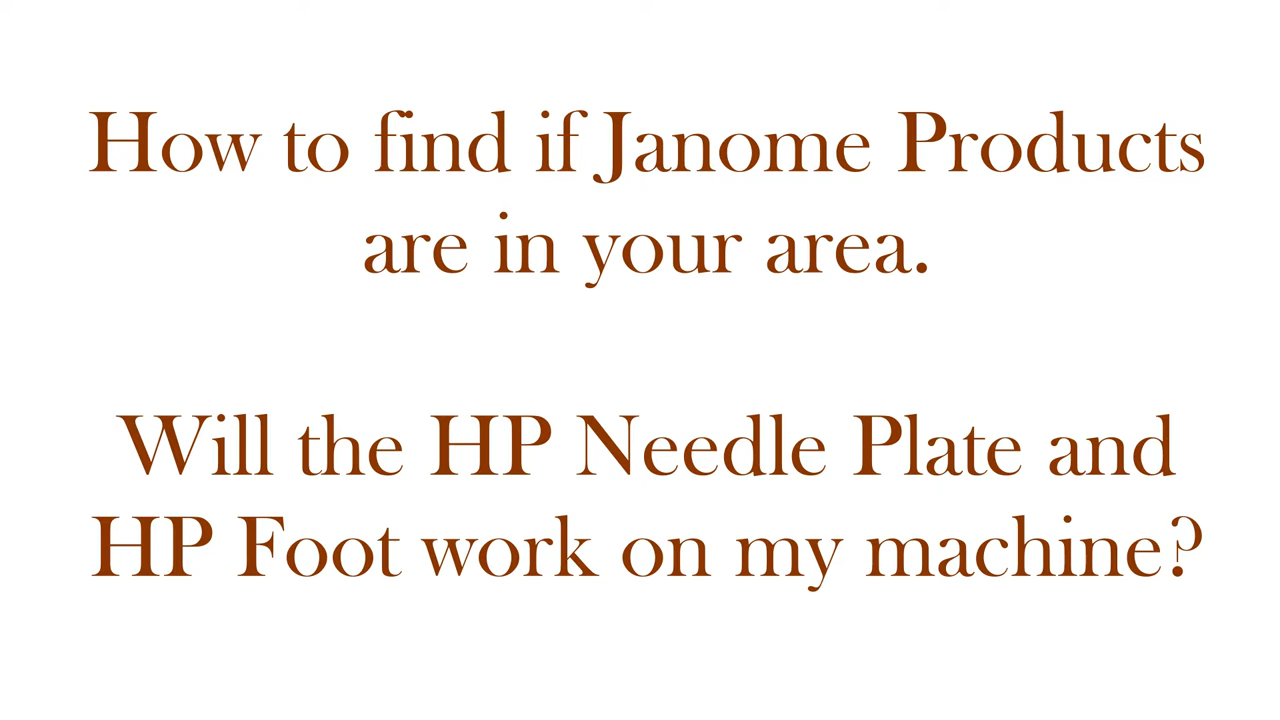 How to find if Janome Products
are in your area.
Will the HP Needle Plate and
HP Foot work on my machine?